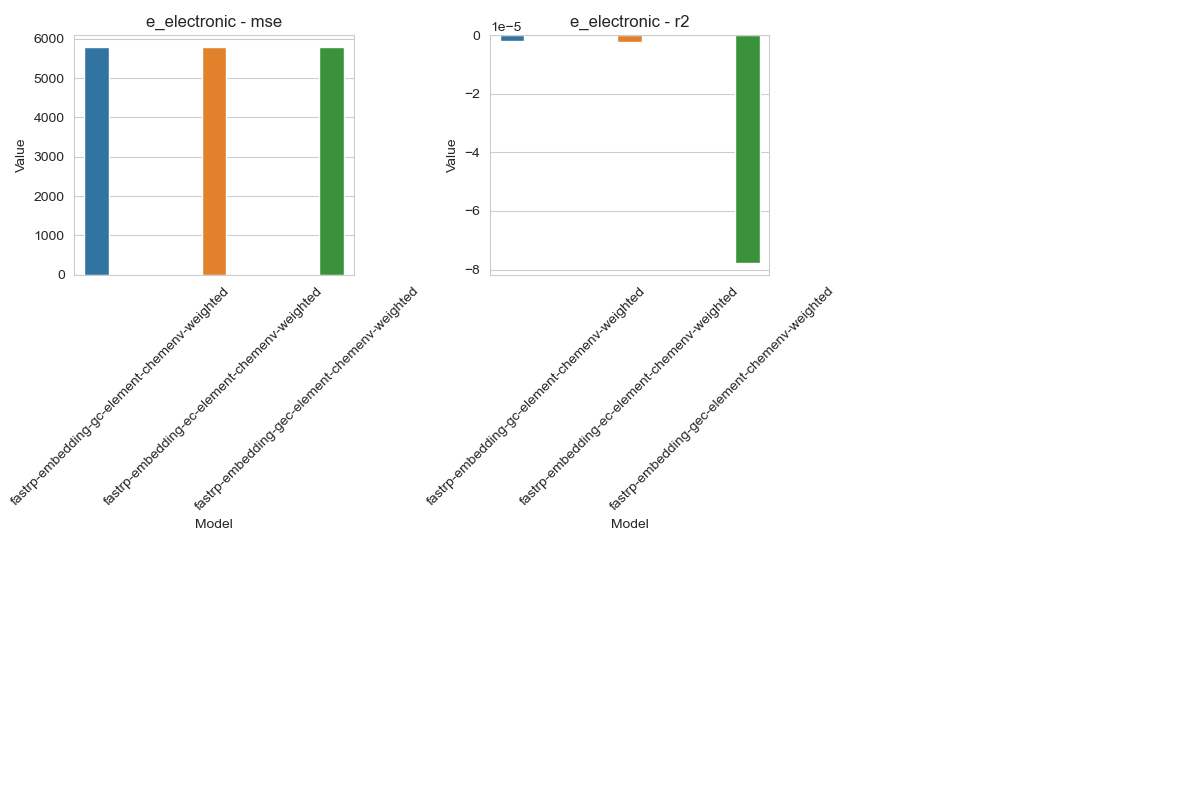 e_electronic - mse
Value
6000
5000
4000
3000
2000
1000
0
fastrp-embedding-gc-element-chemenv-weighted
fastrp-embedding-ec-element-chemenv-weighted
fastrp-embedding-gec-element-chemenv-weighted
Model
e_electronic - r2
1e−5
Value
0
−2
−4
−6
−8
fastrp-embedding-gc-element-chemenv-weighted
fastrp-embedding-ec-element-chemenv-weighted
fastrp-embedding-gec-element-chemenv-weighted
Model